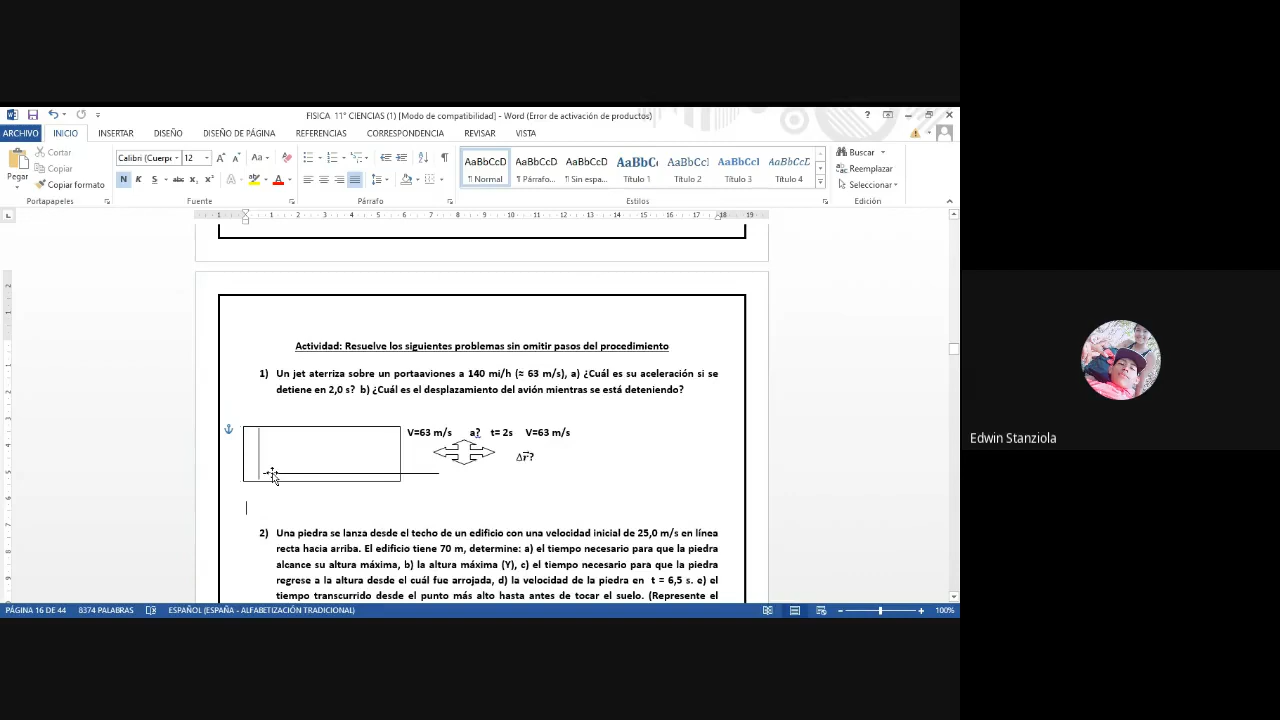 FISICA 11° CIENCIAS (1) [Modo de compatibilidad] - Word (Error de activación de productos)
ARCHIVO INICIO INSERTAR DISEÑO DISEÑO DE PÁGINA REFERENCIAS CORRESPONDENCIA REVISAR VISTA
Pegar
Cortar
Copiar
Copiar formato
Portapapeles
Calibri (Cuerpo 12
Fuente
Párrafo
AaBbCcD AaBbCcD AaBbCcD AaBbC AaBbCcl AaBbCcl AaBbCcL
¶ Normal ¶ Párrafo... ¶ Sin espa... Título 1 Título 2 Título 3 Título 4
Estilos
Buscar
Reemplazar
Seleccionar
Edición
Actividad: Resuelve los siguientes problemas sin omitir pasos del procedimiento
1) Un jet aterriza sobre un portaaviones a 140 mi/h (≈ 63 m/s), a) ¿Cuál es su aceleración si se
detiene en 2,0 s? b) ¿Cuál es el desplazamiento del avión mientras se está deteniendo?
V=63 m/s a? t= 2s V=63 m/s
Δr⃗?
2) Una piedra se lanza desde el techo de un edificio con una velocidad inicial de 25,0 m/s en línea
recta hacia arriba. El edificio tiene 70 m, determine: a) el tiempo necesario para que la piedra
alcance su altura máxima, b) la altura máxima (Y), c) el tiempo necesario para que la piedra
regrese a la altura desde el cuál fue arrojada, d) la velocidad de la piedra en t = 6,5 s. e) el
tiempo transcurrido desde el punto más alto hasta antes de tocar el suelo. (Represente el
PÁGINA 16 DE 44 8374 PALABRAS ESPAÑOL (ESPAÑA - ALFABETIZACIÓN TRADICIONAL) 100%
Edwin Stanziola